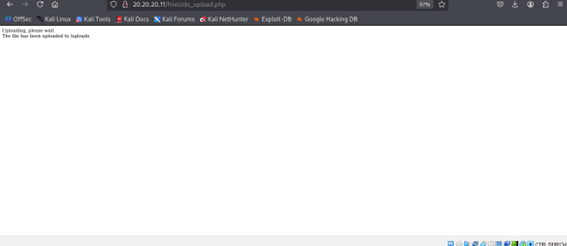 20.20.20.11/fristi/do_upload.php
67%
OffSec Kali Linux Kali Tools Kali Docs Kali Forums Kali NetHunter Exploit-DB Google Hacking DB
Uploading, please wait
The file has been uploaded to /uploads
CTRL DERECHA